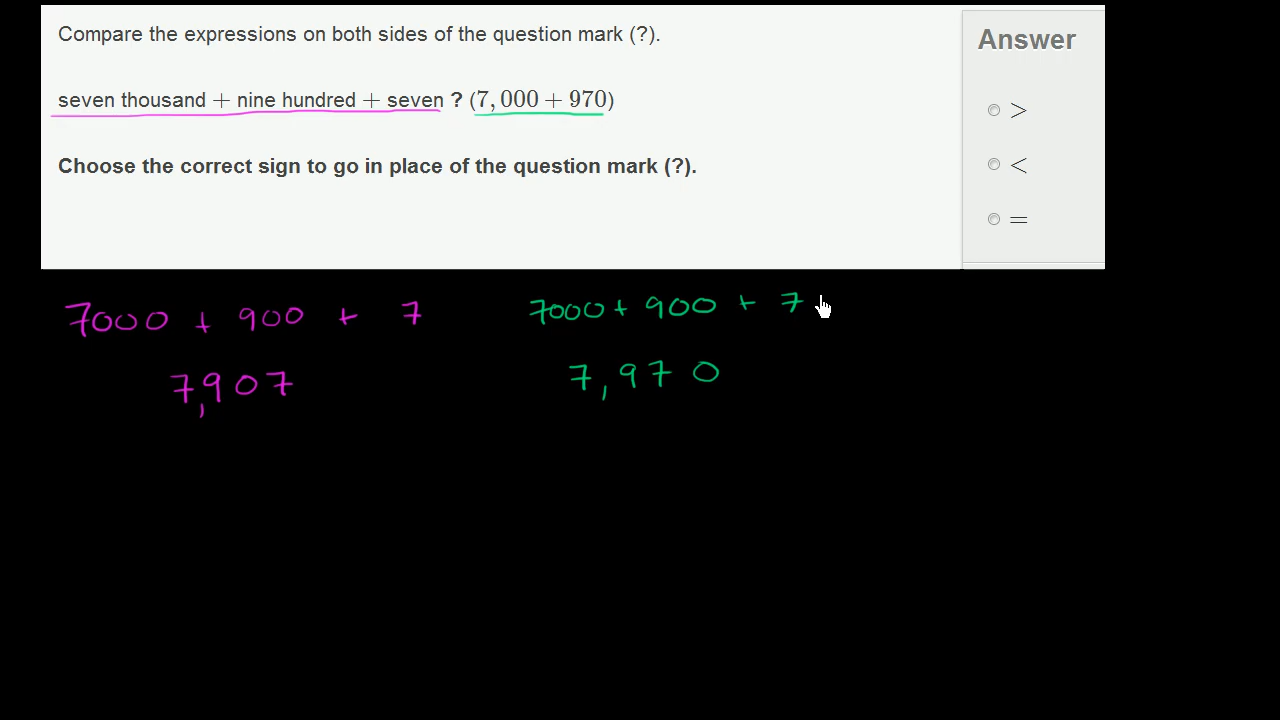 Compare the expressions on both sides of the question mark (?).
seven thousand + nine hundred + seven ? (7,000 + 970)
Choose the correct sign to go in place of the question mark (?).
Answer
>
<
=
7000 + 900 + 7
7,907
7000 + 900 + 7
7,970